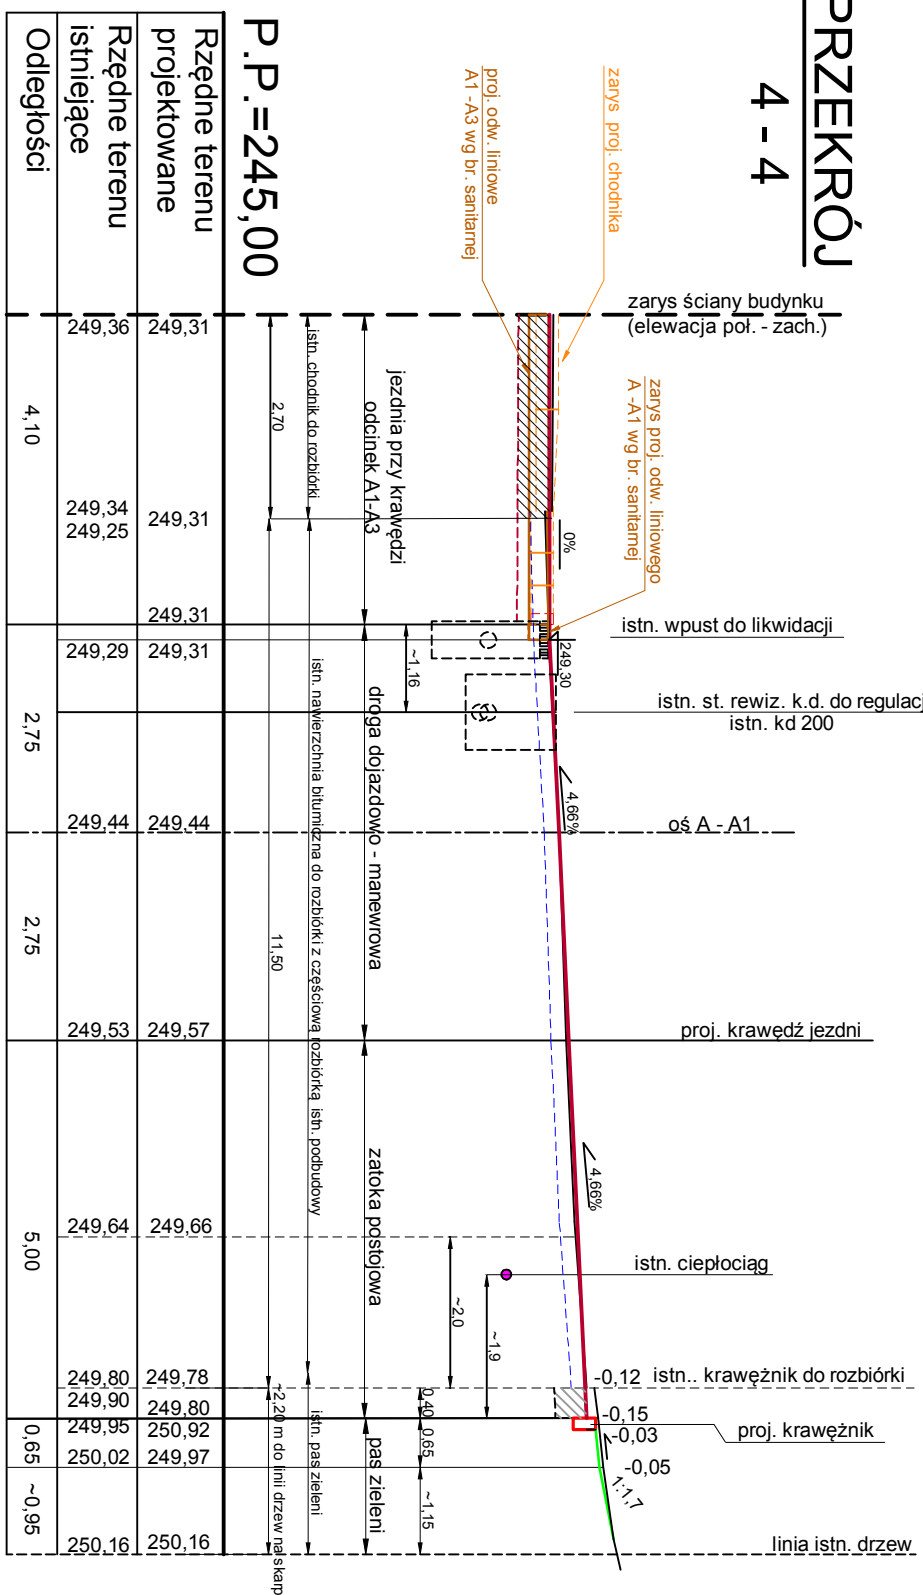 PRZEKRÓJ
4 - 4
zarys proj. chodnika
proj. odw. liniowe
A1 -A3 wg br. sanitarnej
zarys ściany budynku
(elewacja poł. - zach.)
zarys proj. odw. liniowego
A -A1 wg br. sanitarnej
0%
istn. wpust do likwidacji
249,30
istn. st. rewiz. k.d. do regulacj
istn. kd 200
4,66%
oś A - A1
proj. krawędź jezdni
4,66%
istn. ciepłociąg
-0,12
istn.. krawężnik do rozbiórki
-0,15
-0,03
proj. krawężnik
-0,05
1:1,7
linia istn. drzew
P.P.=245,00
jezdnia przy krawędzi
odcinek A1-A3
droga dojazdowo - manewrowa
zatoka postojowa
pas zieleni
~1,16
~2,0
~1,9
0,40
0,65
~1,15
istn. chodnik do rozbiórki
istn. nawierzchnia bitumiczna do rozbiórki z częściową rozbiórką istn. podbudowy
istn. pas zieleni
2,70
11,50
~2,20 m do linii drzew na skarp
Rzędne terenu
projektowane
249,31
249,31
249,31
249,31
249,44
249,57
249,66
249,78
249,80
250,92
249,97
250,16
Rzędne terenu
istniejące
249,36
249,34
249,25
249,29
249,44
249,53
249,64
249,80
249,90
249,95
250,02
250,16
Odległości
4,10
2,75
2,75
5,00
0,65
~0,95